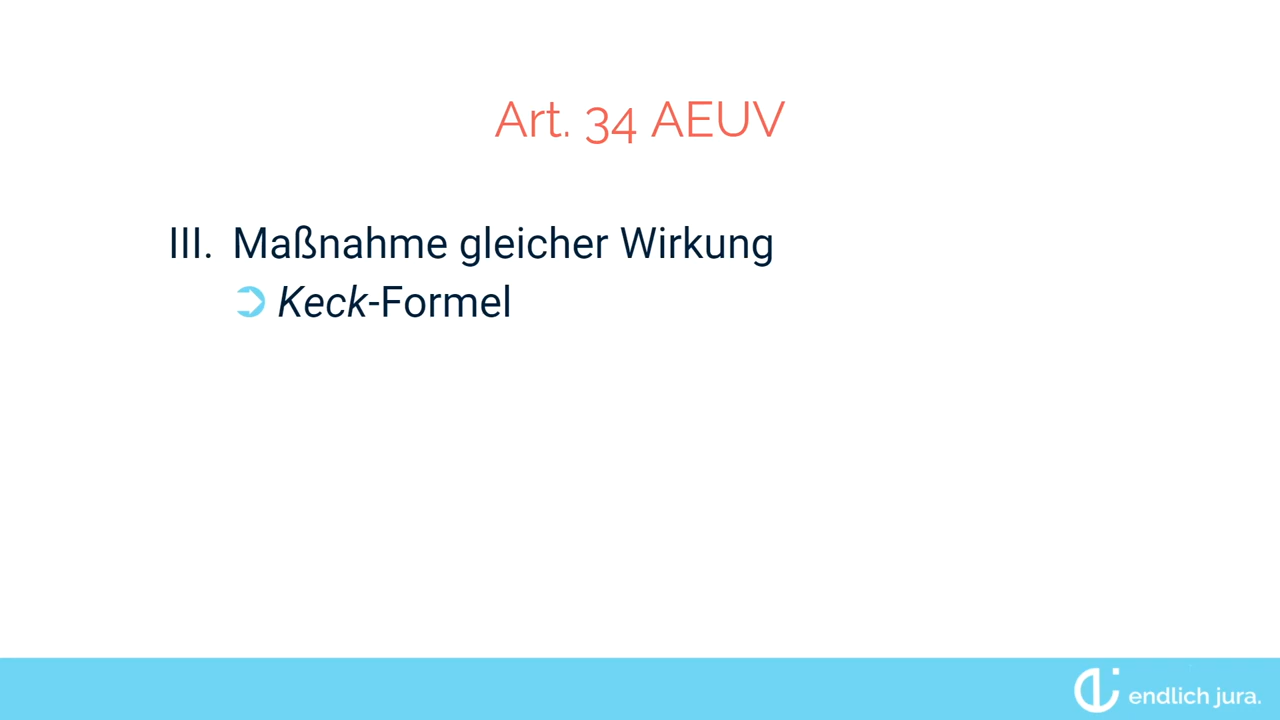 Art. 34 AEUV
III. Maßnahme gleicher Wirkung
➲ Keck-Formel
endlich jura.